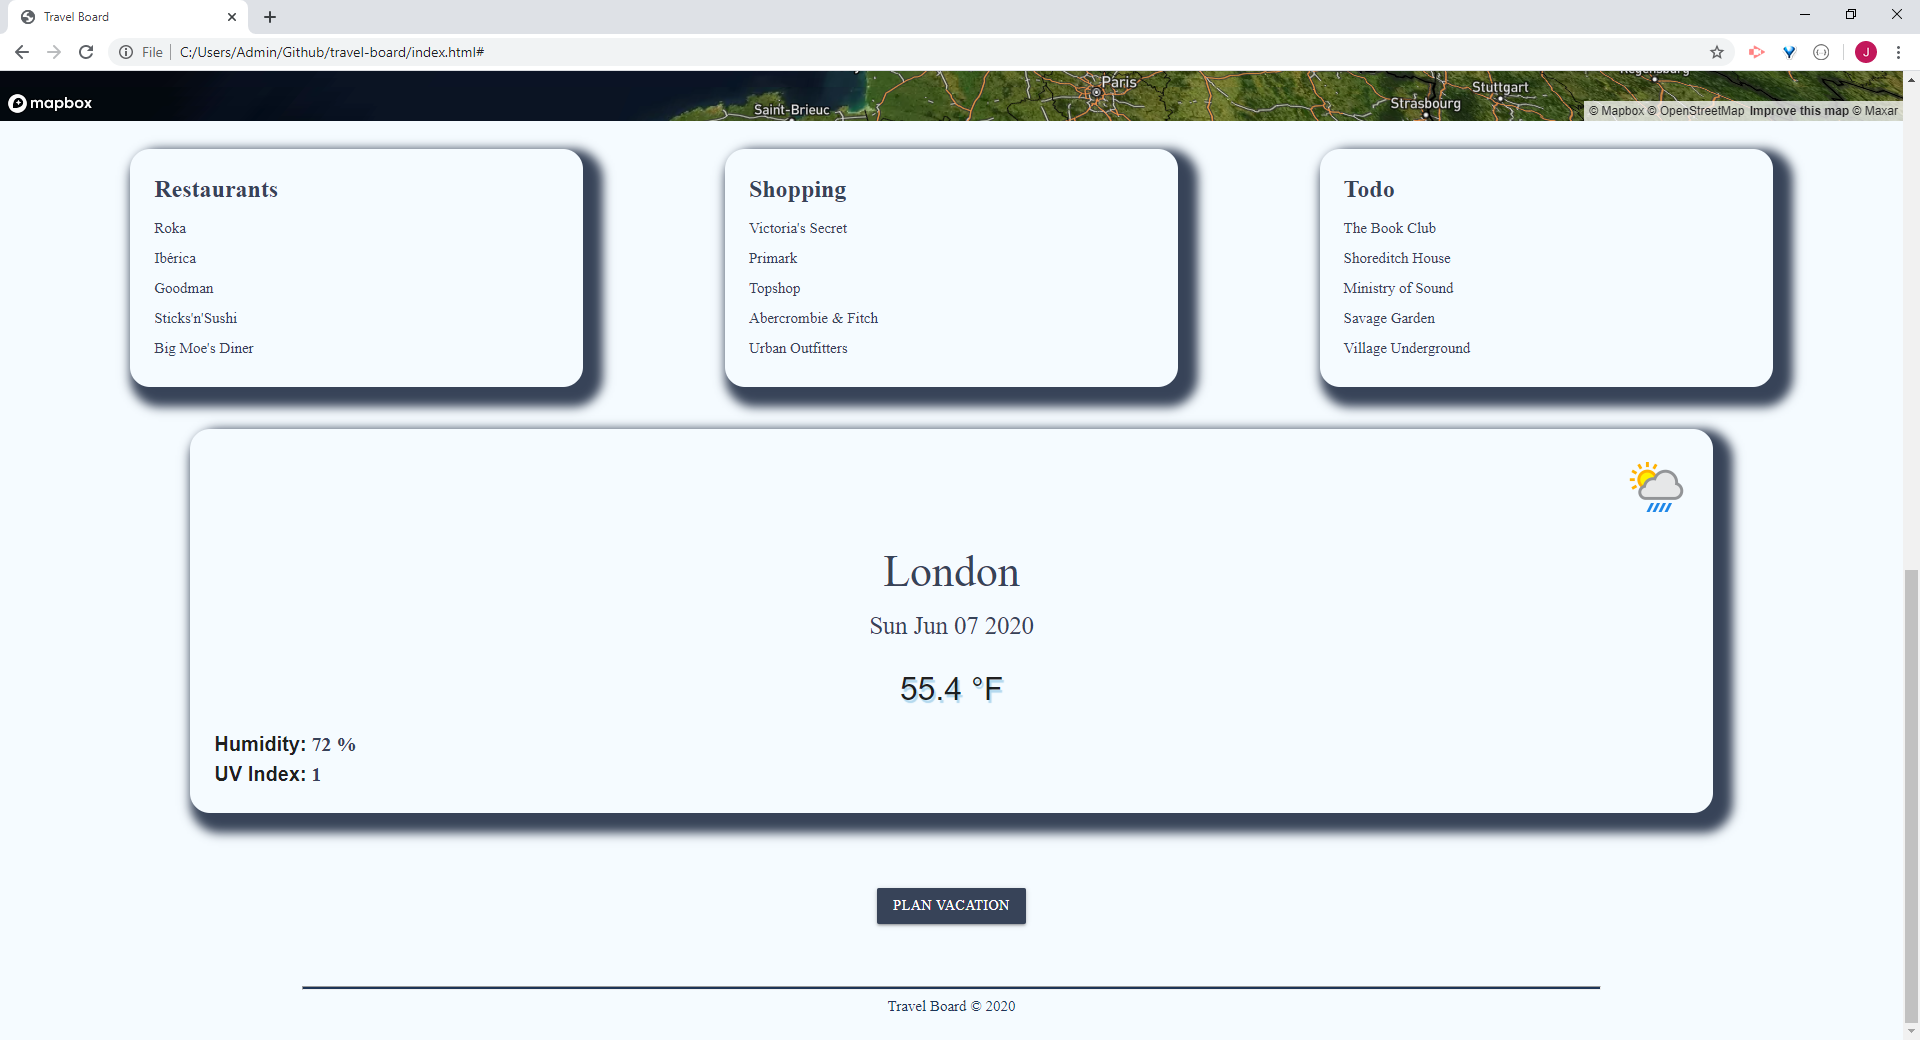 Travel Board
File
C:/Users/Admin/Github/travel-board/index.html#
J
Paris
Saint-Brieuc
Stuttgart
Strasbourg
mapbox
© Mapbox © OpenStreetMap Improve this map © Maxar
Restaurants
Roka
Ibérica
Goodman
Sticks'n'Sushi
Big Moe's Diner
Shopping
Victoria's Secret
Primark
Topshop
Abercrombie & Fitch
Urban Outfitters
Todo
The Book Club
Shoreditch House
Ministry of Sound
Savage Garden
Village Underground
London
Sun Jun 07 2020
55.4 °F
Humidity: 72 %
UV Index: 1
PLAN VACATION
Travel Board © 2020